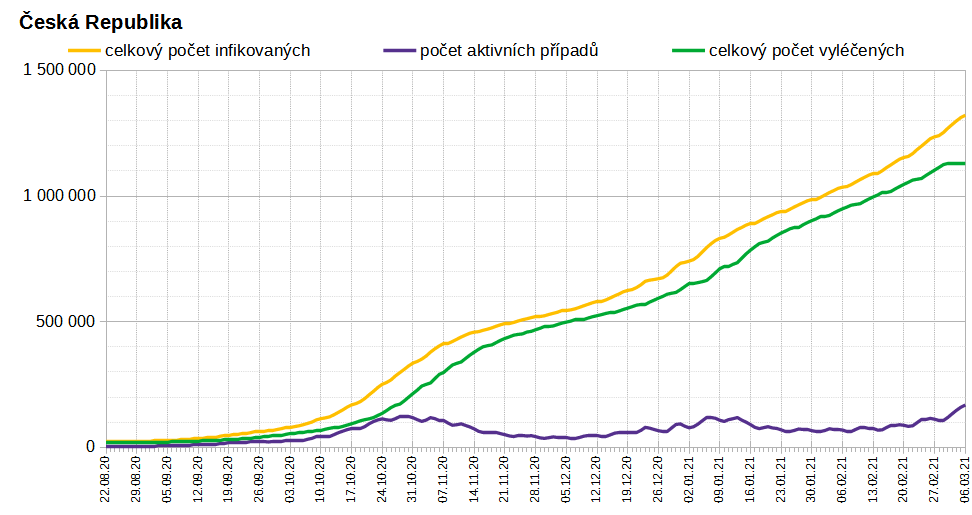 Česká Republika
celkový počet infikovaných počet aktivních případů celkový počet vyléčených
1 500 000
1 000 000
500 000
0
22.08.20 29.08.20 05.09.20 12.09.20 19.09.20 26.09.20 03.10.20 10.10.20 17.10.20 24.10.20 31.10.20 07.11.20 14.11.20 21.11.20 28.11.20 05.12.20 12.12.20 19.12.20 26.12.20 02.01.21 09.01.21 16.01.21 23.01.21 30.01.21 06.02.21 13.02.21 20.02.21 27.02.21 06.03.21